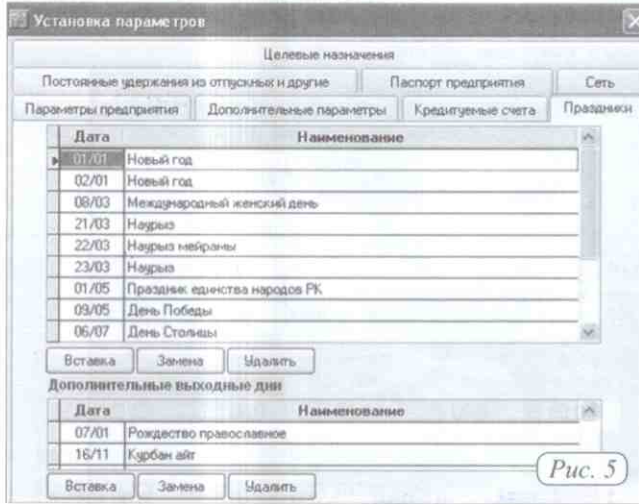 Установка параметров
Целевые назначения
Постоянные удержания из отпускных и другие Паспорт предприятия Сеть
Параметры предприятия Дополнительные параметры Кредитуемые счета Праздники
Дата Наименование
01/01 Новый год
02/01 Новый год
08/03 Международный женский день
21/03 Наурыз
22/03 Наурыз мейрамы
23/03 Наурыз
01/05 Праздник единства народов РК
09/05 День Победы
06/07 День Столицы
Вставка Замена Удалить
Дополнительные выходные дни
Дата Наименование
07/01 Рождество православное
16/11 Курбан айт
Вставка Замена Удалить
Рис. 5